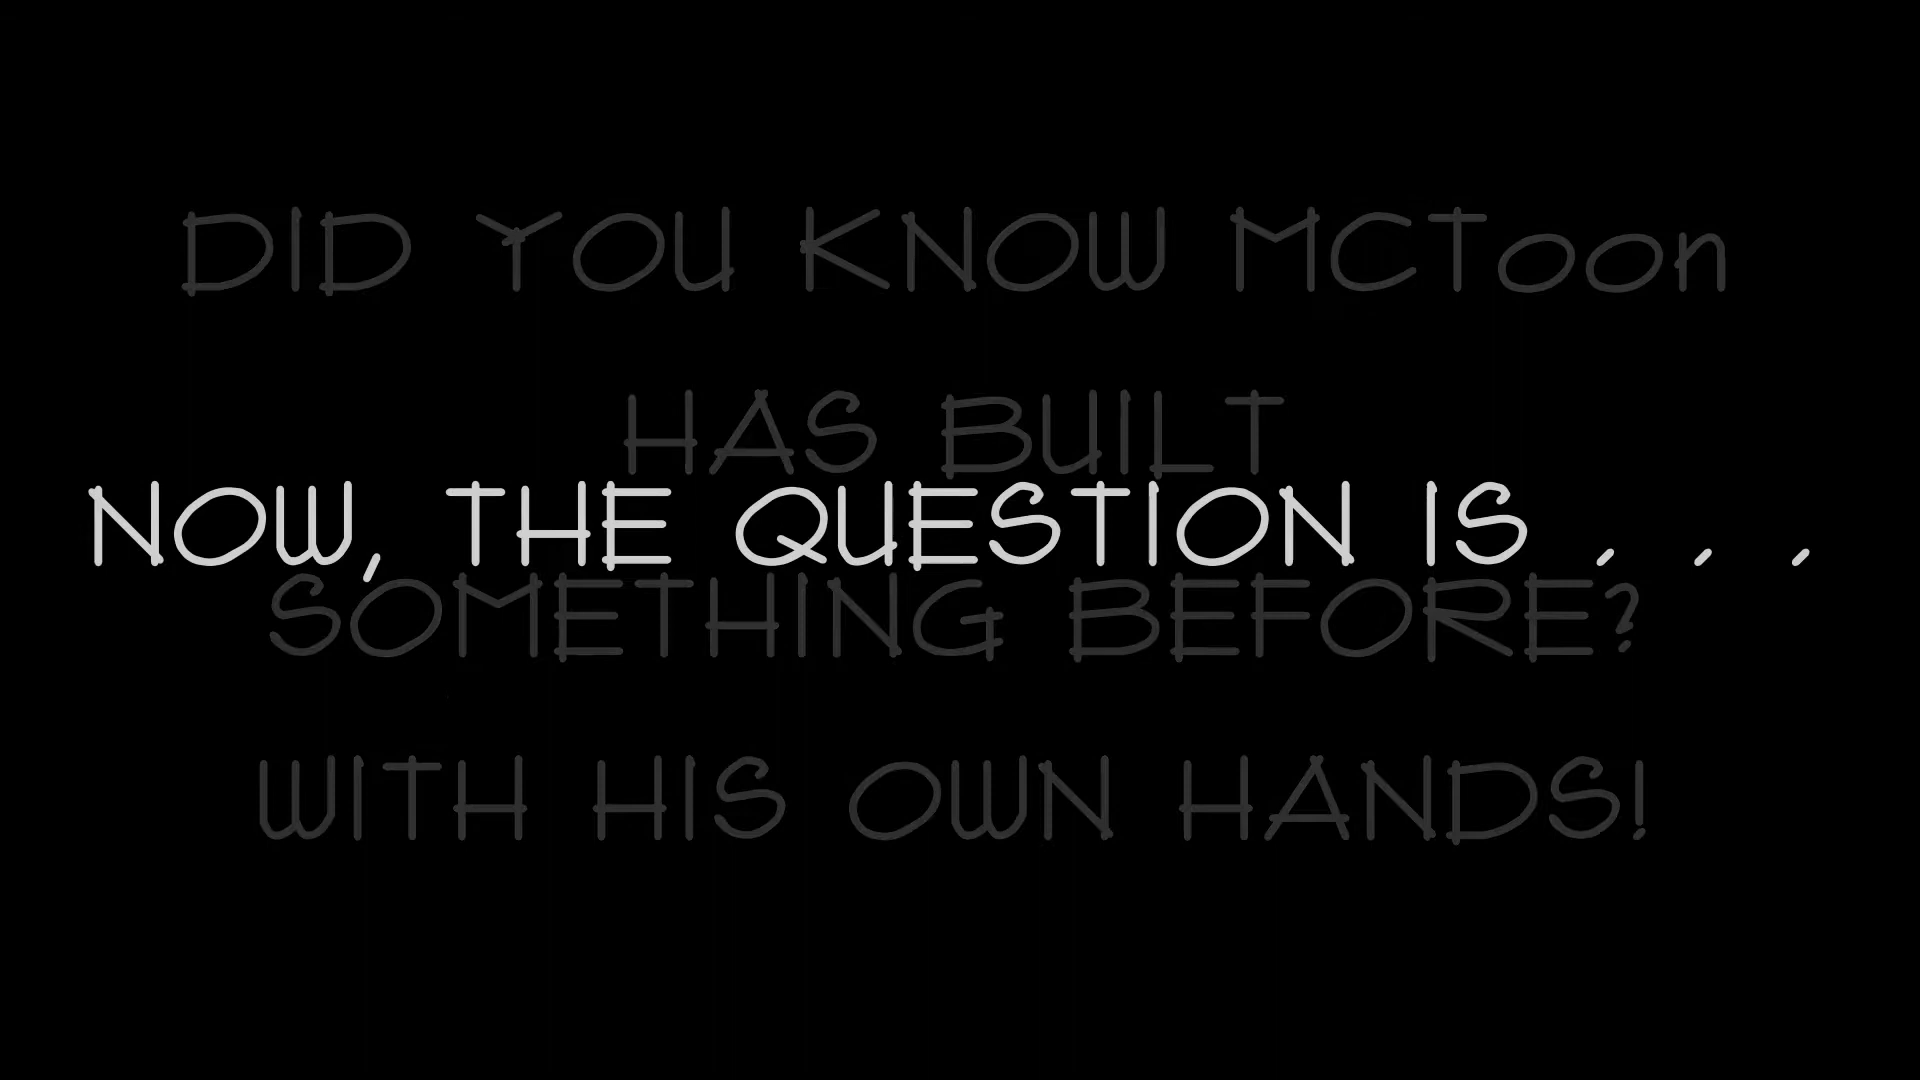 DID YOU KNOW MCToon
HAS BUILT
NOW, THE QUESTION IS . . .
SOMETHING BEFORE?
WITH HIS OWN HANDS!